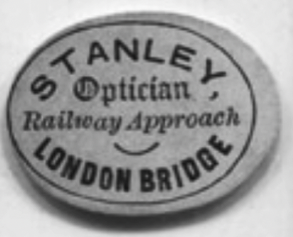 STANLEY,
Optician
Railway Approach
LONDON BRIDGE